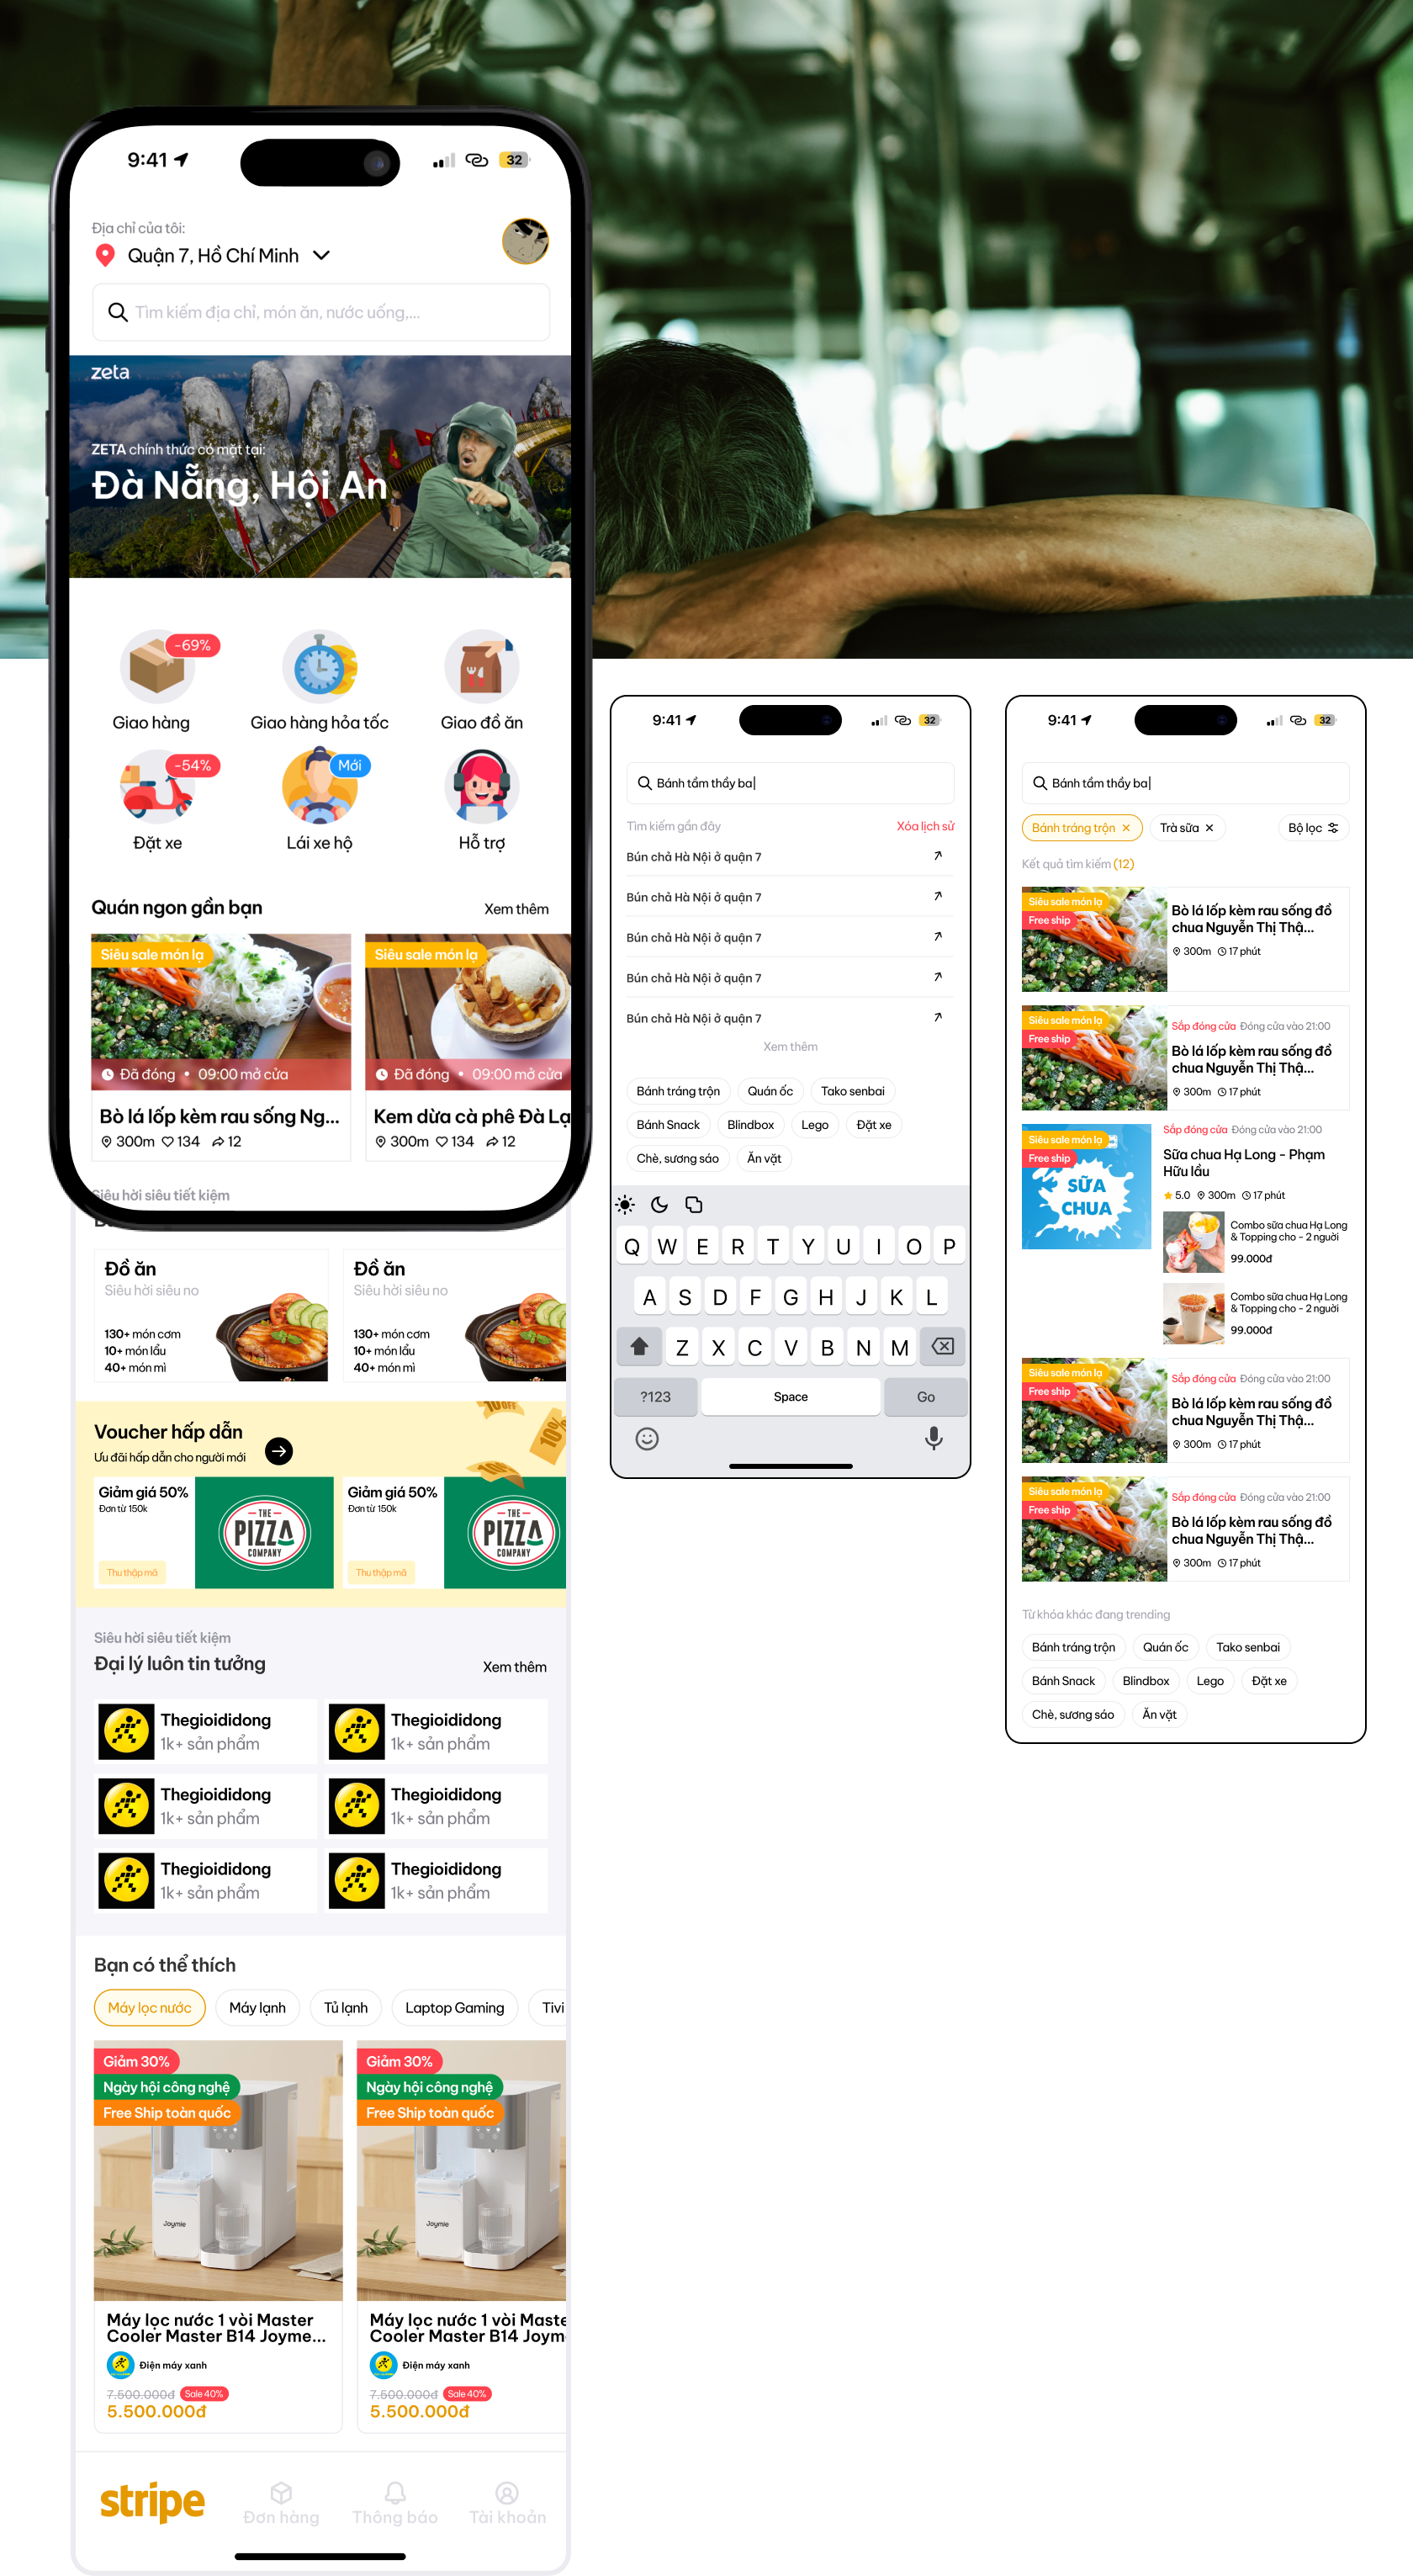 9:41
32
Địa chỉ của tôi:
Quận 7, Hồ Chí Minh
Tìm kiếm địa chỉ, món ăn, nước uống,...
zeta
ZETA chính thức có mặt tại:
Đà Nẵng, Hội An
-69%
Giao hàng
Giao hàng hỏa tốc
Giao đồ ăn
-54%
Mới
Đặt xe
Lái xe hộ
Hỗ trợ
Quán ngon gần bạn
Xem thêm
Siêu sale món lạ
Siêu sale món lạ
Đã đóng • 09:00 mở cửa
Đã đóng • 09:00 mở cửa
Bò lá lốp kèm rau sống Ng...
Kem dừa cà phê Đà Lạ
300m 134 12
300m 134 12
Siêu hời siêu tiết kiệm
Đồ ăn
Siêu hời siêu no
130+ món cơm
10+ món lẩu
40+ món mì
Đồ ăn
Siêu hời siêu no
130+ món cơm
10+ món lẩu
40+ món mì
Voucher hấp dẫn
Ưu đãi hấp dẫn cho người mới
10% OFF
10%
Giảm giá 50%
Đơn từ 150k
Thu thập mã
THE
PIZZA
COMPANY
Giảm giá 50%
Đơn từ 150k
Thu thập mã
THE
PIZZA
COMPANY
Siêu hời siêu tiết kiệm
Đại lý luôn tin tưởng
Xem thêm
Thegioididong
1k+ sản phẩm
Thegioididong
1k+ sản phẩm
Thegioididong
1k+ sản phẩm
Thegioididong
1k+ sản phẩm
Thegioididong
1k+ sản phẩm
Thegioididong
1k+ sản phẩm
Bạn có thể thích
Máy lọc nước
Máy lạnh
Tủ lạnh
Laptop Gaming
Tivi
Giảm 30%
Ngày hội công nghệ
Free Ship toàn quốc
Joymie
Joymie
Máy lọc nước 1 vòi Master
Cooler Master B14 Joyme...
Điện máy xanh
7.500.000đ Sale 40%
5.500.000đ
Giảm 30%
Ngày hội công nghệ
Free Ship toàn quốc
Joymie
Joymie
Máy lọc nước 1 vòi Maste
Cooler Master B14 Joym
Điện máy xanh
7.500.000đ Sale 40%
5.500.000đ
stripe
Đơn hàng
Thông báo
Tài khoản
9:41
32
Bánh tầm thầy ba
Tìm kiếm gần đây
Xóa lịch sử
Bún chả Hà Nội ở quận 7
Bún chả Hà Nội ở quận 7
Bún chả Hà Nội ở quận 7
Bún chả Hà Nội ở quận 7
Bún chả Hà Nội ở quận 7
Xem thêm
Bánh tráng trộn
Quán ốc
Tako senbai
Bánh Snack
Blindbox
Lego
Đặt xe
Chè, sương sáo
Ăn vặt
Q W E R T Y U I O P
A S D F G H J K L
Z X C V B N M
?123
Space
Go
9:41
32
Bánh tầm thầy ba
Bánh tráng trộn
Trà sữa
Bộ lọc
Kết quả tìm kiếm (12)
Siêu sale món lạ
Free ship
Bò lá lốp kèm rau sống đồ
chua Nguyễn Thị Thậ...
300m 17 phút
Siêu sale món lạ
Free ship
Sắp đóng cửa Đóng cửa vào 21:00
Bò lá lốp kèm rau sống đồ
chua Nguyễn Thị Thậ...
300m 17 phút
Siêu sale món lạ
Free ship
SỮA
CHUA
Sắp đóng cửa Đóng cửa vào 21:00
Sữa chua Hạ Long - Phạm
Hữu lầu
5.0 300m 17 phút
Combo sữa chua Hạ Long
& Topping cho - 2 người
99.000đ
Combo sữa chua Hạ Long
& Topping cho - 2 người
99.000đ
Siêu sale món lạ
Free ship
Sắp đóng cửa Đóng cửa vào 21:00
Bò lá lốp kèm rau sống đồ
chua Nguyễn Thị Thậ...
300m 17 phút
Siêu sale món lạ
Free ship
Sắp đóng cửa Đóng cửa vào 21:00
Bò lá lốp kèm rau sống đồ
chua Nguyễn Thị Thậ...
300m 17 phút
Từ khóa khác đang trending
Bánh tráng trộn
Quán ốc
Tako senbai
Bánh Snack
Blindbox
Lego
Đặt xe
Chè, sương sáo
Ăn vặt